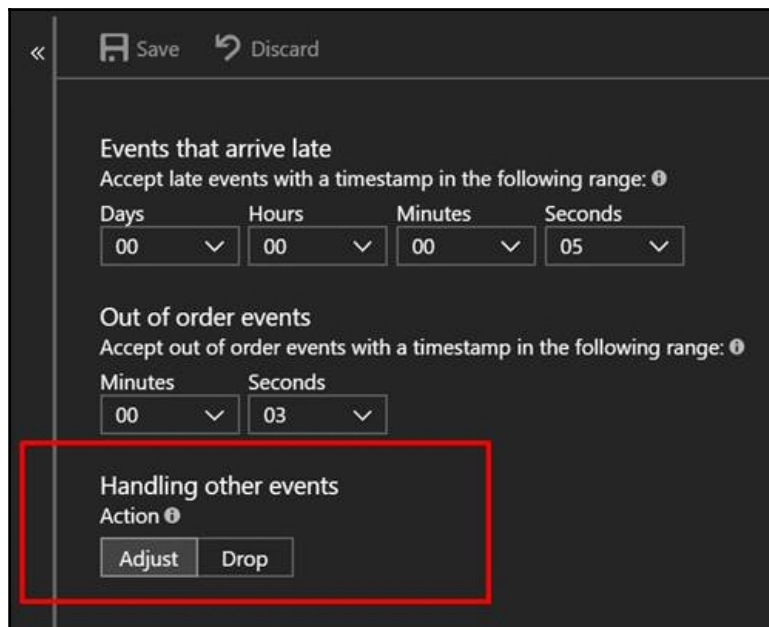 Save Discard
Events that arrive late
Accept late events with a timestamp in the following range:
Days Hours Minutes Seconds
00 00 00 05
Out of order events
Accept out of order events with a timestamp in the following range:
Minutes Seconds
00 03
Handling other events
Action
Adjust Drop